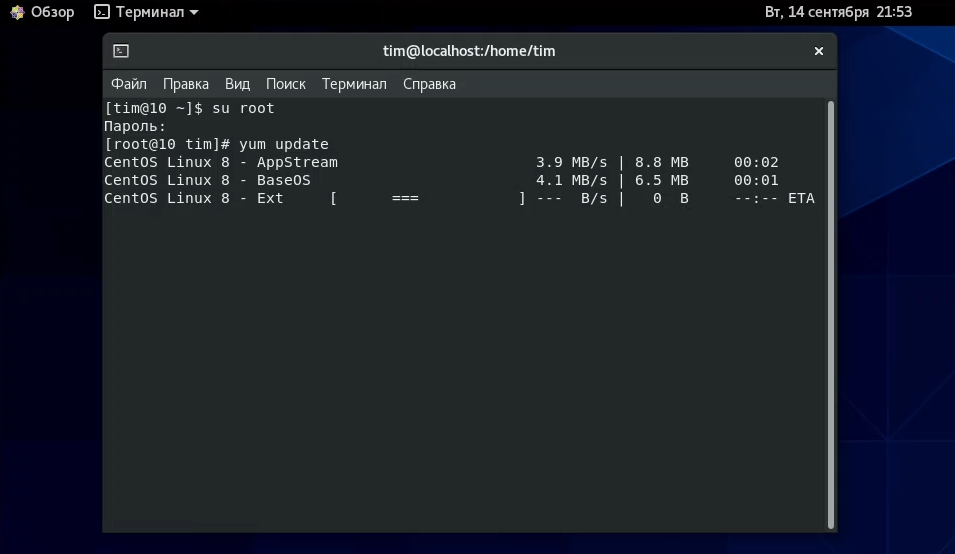 Обзор Терминал Вт, 14 сентября 21:53
tim@localhost:/home/tim
Файл Правка Вид Поиск Терминал Справка
[tim@10 ~]$ su root
Пароль:
[root@10 tim]# yum update
CentOS Linux 8 - AppStream 3.9 MB/s | 8.8 MB 00:02
CentOS Linux 8 - BaseOS 4.1 MB/s | 6.5 MB 00:01
CentOS Linux 8 - Ext [ === ] --- B/s | 0 B --:-- ETA